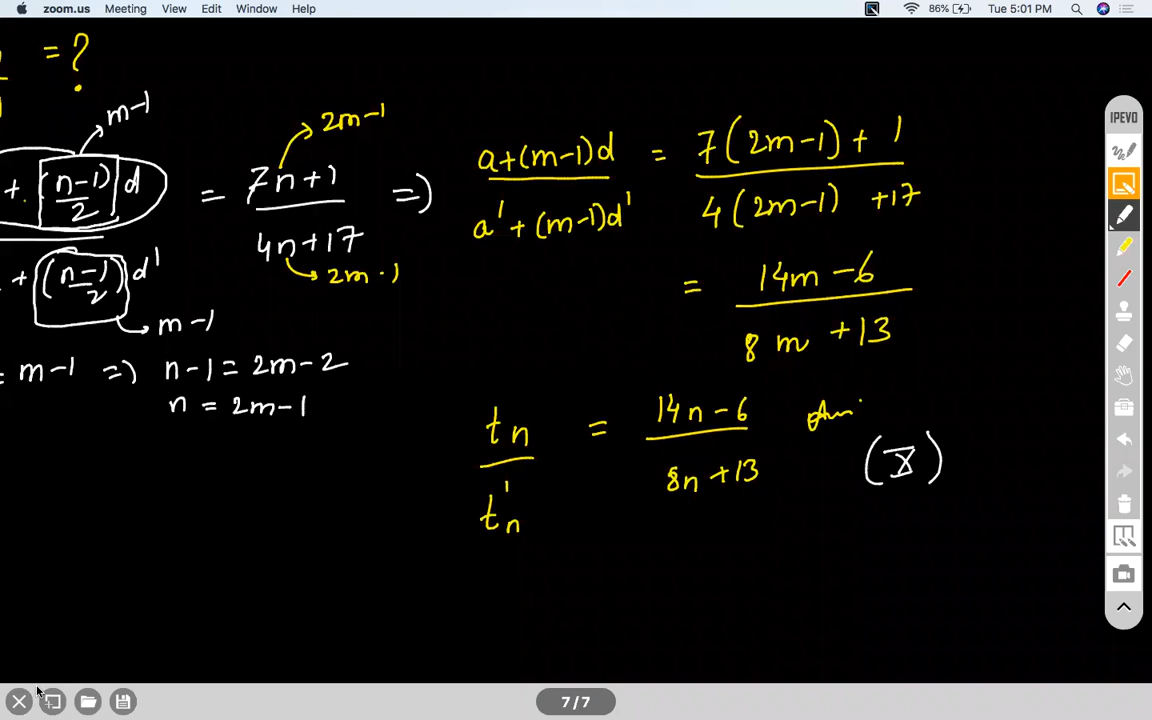 zoom.us Meeting View Edit Window Help 86% Tue 5:01 PM
= ?
m-1
2m-1
+ (n-1)/2 d = 7n+1 / 4n+17 =)
+ (n-1)/2 d'
2m-1
m-1
= m-1 =) n-1 = 2m-2
n = 2m-1
a+(m-1)d / a'+(m-1)d' = 7(2m-1)+1 / 4(2m-1)+17
= 14m-6 / 8m+13
tn / t'n = 14n-6 / 8n+13
(X)
IPEVO
7/7